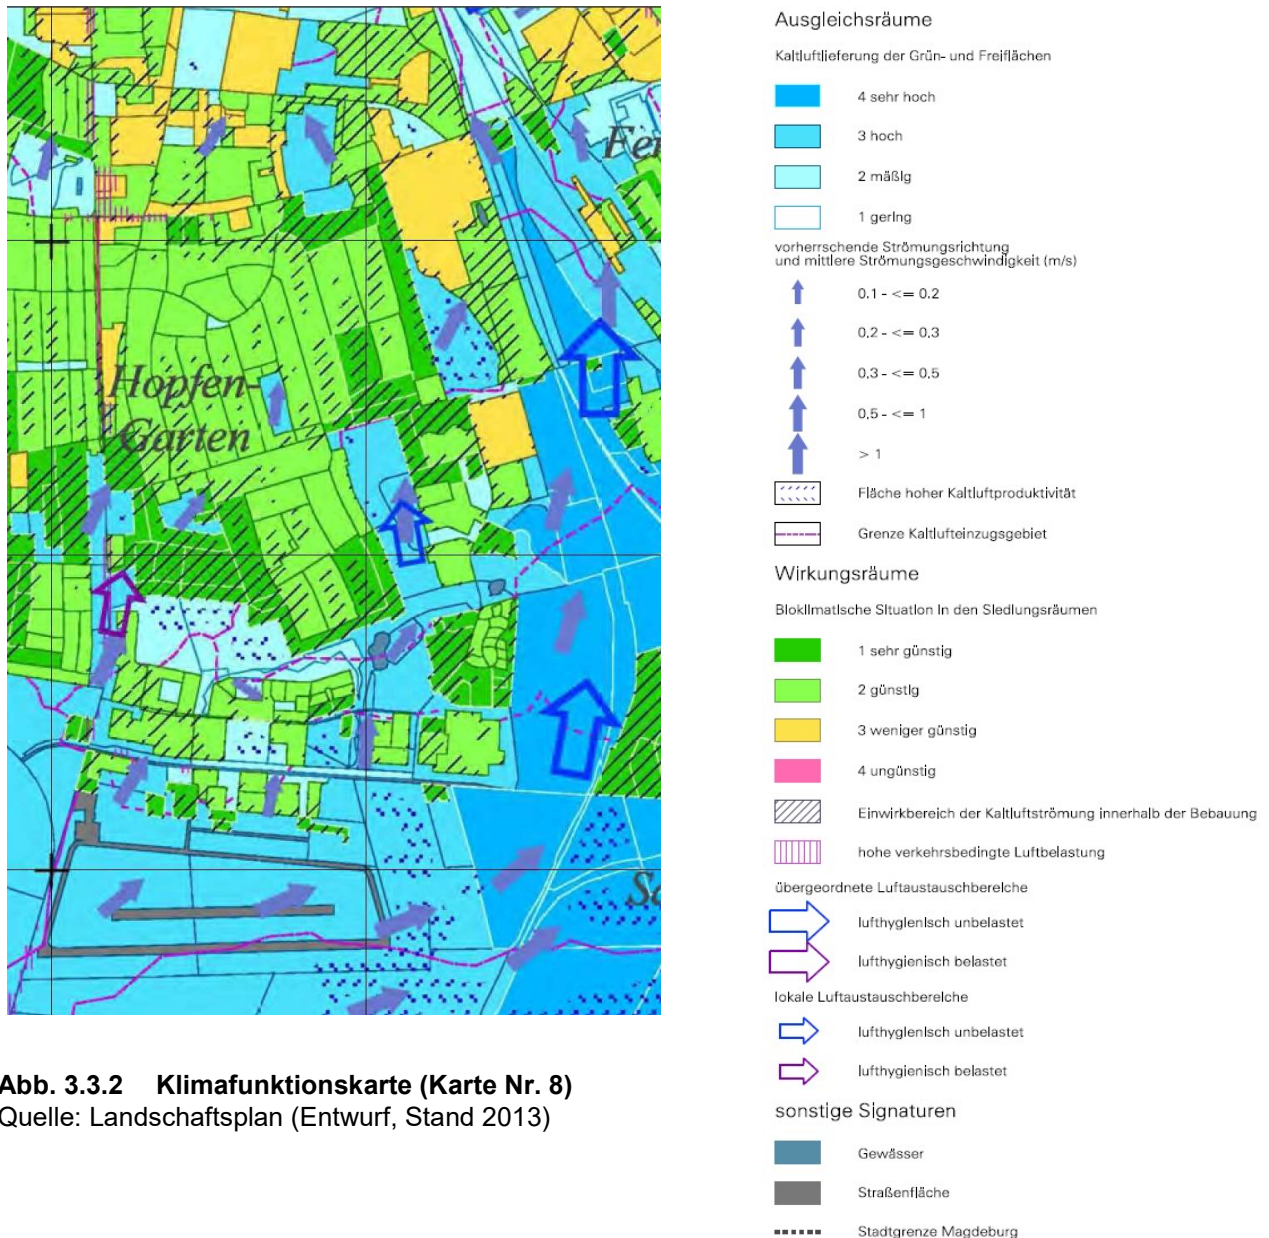 Fer
Hopfen-
Garten
Sc
Abb. 3.3.2 Klimafunktionskarte (Karte Nr. 8)
Quelle: Landschaftsplan (Entwurf, Stand 2013)
Ausgleichsräume
Kaltluftlieferung der Grün- und Freiflächen
4 sehr hoch
3 hoch
2 mäßig
1 gering
vorherrschende Strömungsrichtung
und mittlere Strömungsgeschwindigkeit (m/s)
0.1 - <= 0.2
0.2 - <= 0.3
0.3 - <= 0.5
0.5 - <= 1
> 1
Fläche hoher Kaltluftproduktivität
Grenze Kaltlufteinzugsgebiet
Wirkungsräume
Bioklimatische Situation in den Siedlungsräumen
1 sehr günstig
2 günstig
3 weniger günstig
4 ungünstig
Einwirkbereich der Kaltluftströmung innerhalb der Bebauung
hohe verkehrsbedingte Luftbelastung
übergeordnete Luftaustauschbereiche
lufthygienisch unbelastet
lufthygienisch belastet
lokale Luftaustauschbereiche
lufthygienisch unbelastet
lufthygienisch belastet
sonstige Signaturen
Gewässer
Straßenfläche
Stadtgrenze Magdeburg